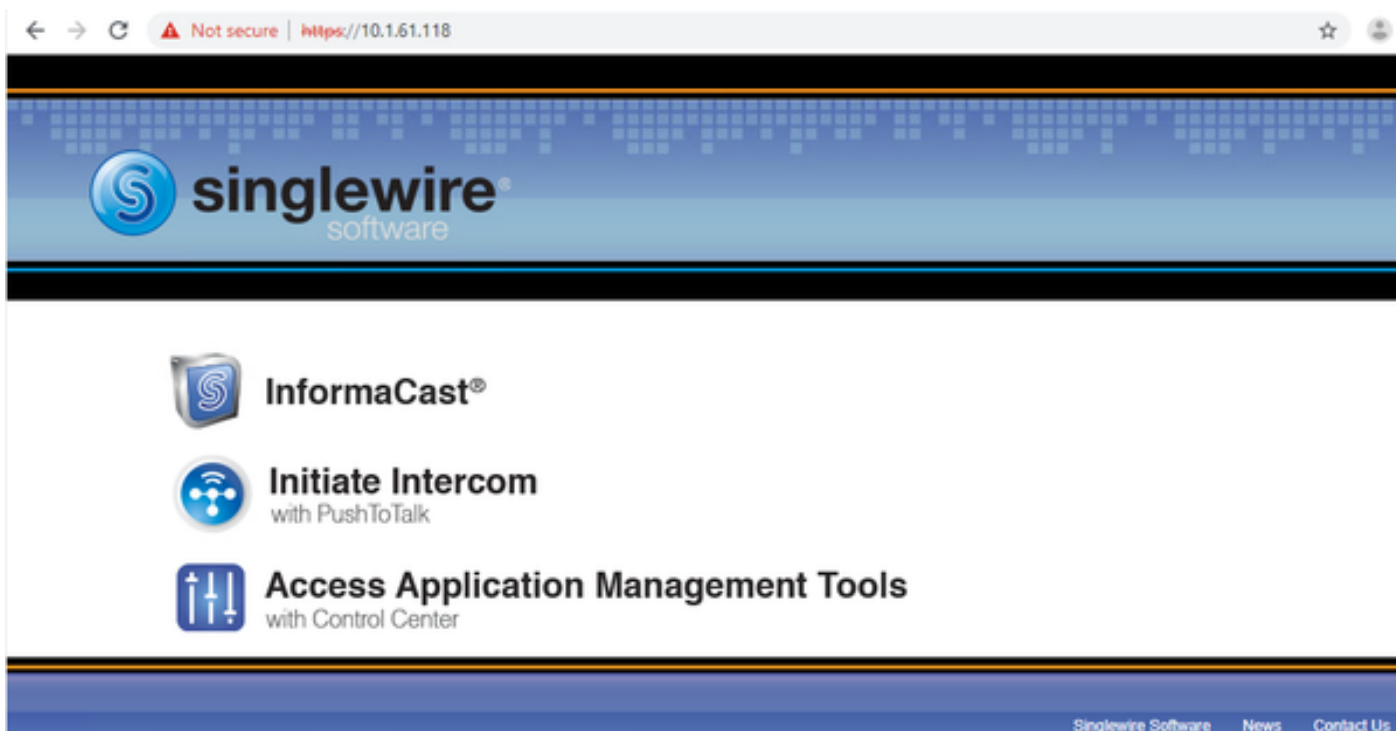 Not secure | https://10.1.61.118
singlewire®
software
InformaCast®
Initiate Intercom
with PushToTalk
Access Application Management Tools
with Control Center
Singlewire Software News Contact Us